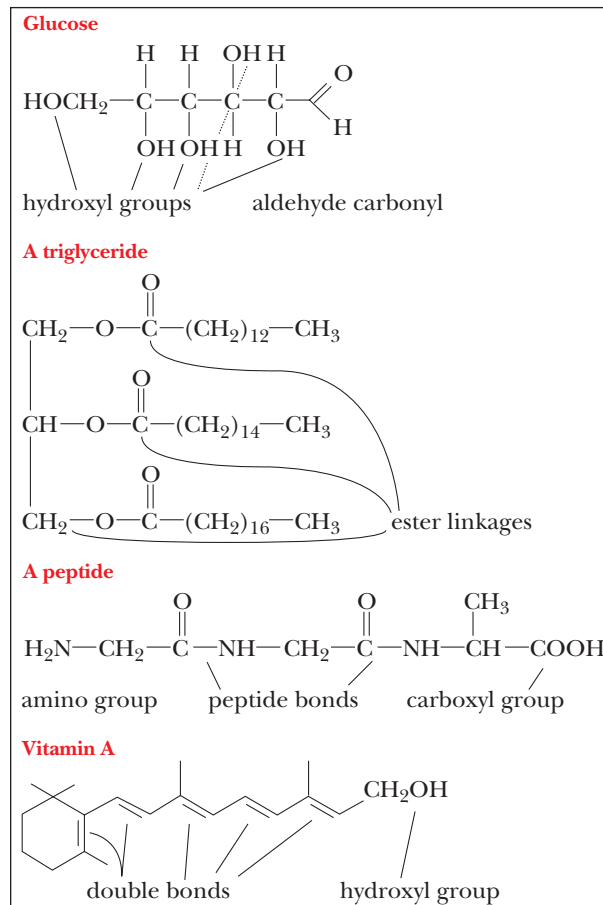 Glucose
H H OH H O
HOCH₂—C—C—C—C
H
OH OH H OH
hydroxyl groups aldehyde carbonyl
A triglyceride
O
CH₂—O—C—(CH₂)₁₂—CH₃
O
CH—O—C—(CH₂)₁₄—CH₃
O
CH₂—O—C—(CH₂)₁₆—CH₃
ester linkages
A peptide
O O CH₃
H₂N—CH₂—C—NH—CH₂—C—NH—CH—COOH
amino group peptide bonds carboxyl group
Vitamin A
CH₂OH
double bonds hydroxyl group